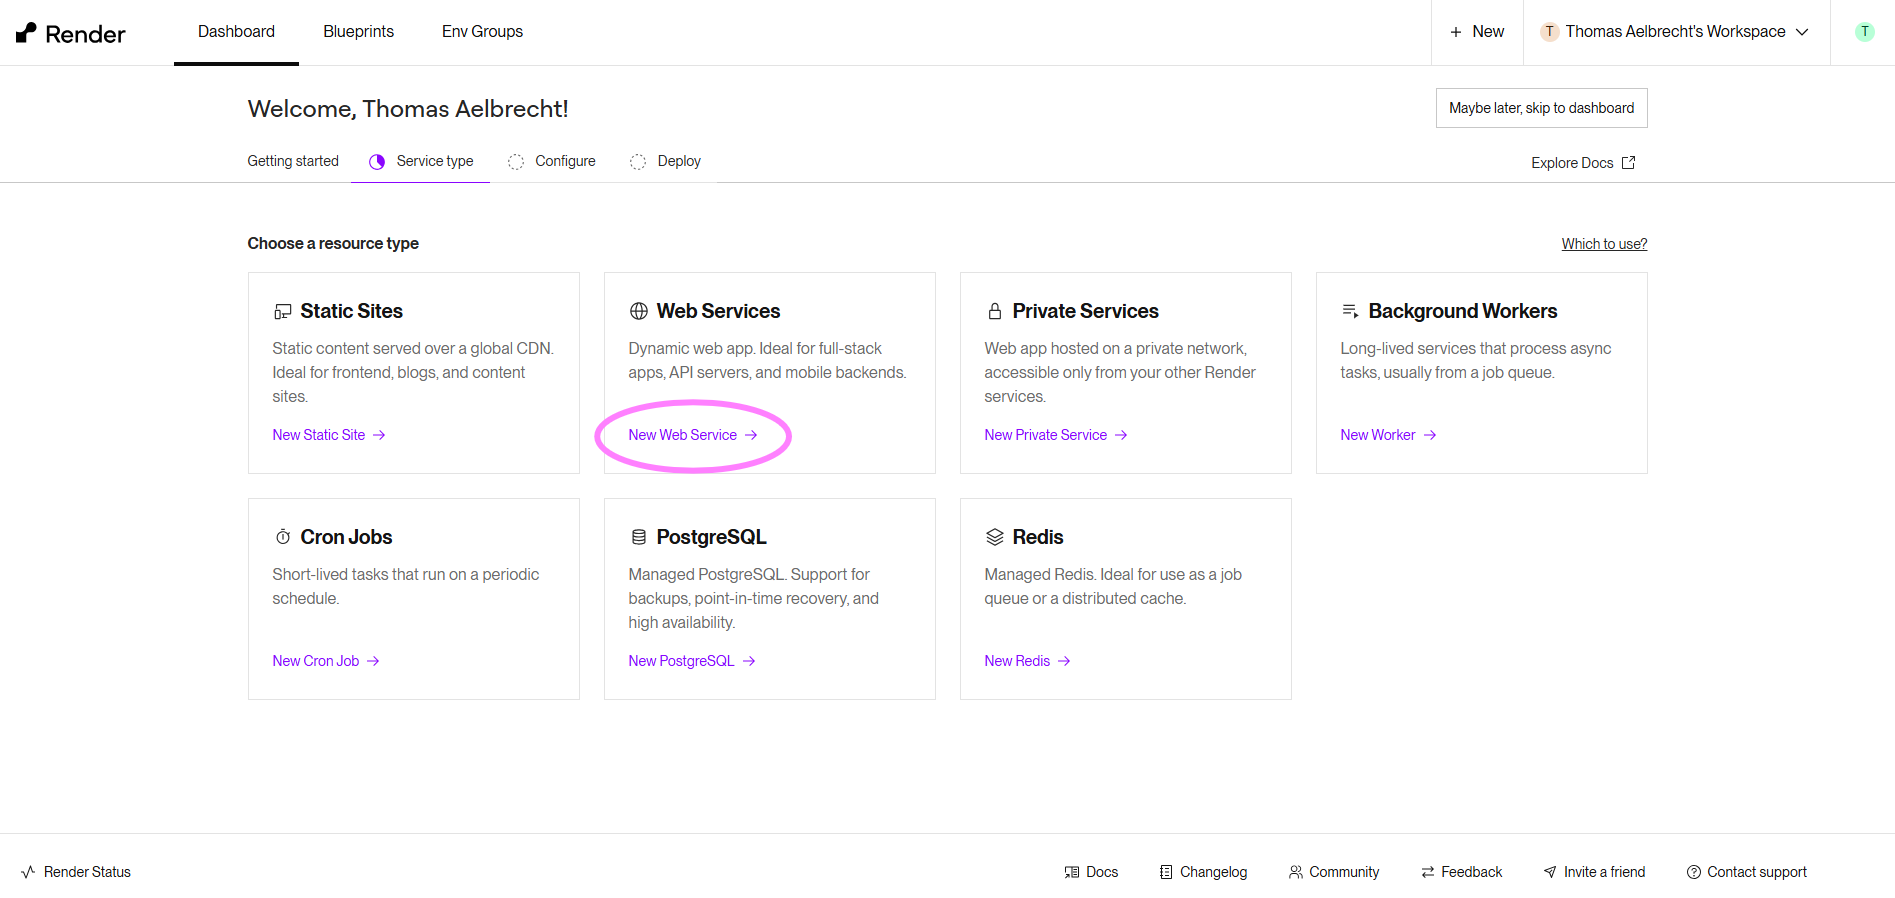 Render
Dashboard
Blueprints
Env Groups
+ New
T Thomas Aelbrecht's Workspace
T
Welcome, Thomas Aelbrecht!
Maybe later, skip to dashboard
Getting started
Service type
Configure
Deploy
Explore Docs
Choose a resource type
Which to use?
Static Sites
Static content served over a global CDN.
Ideal for frontend, blogs, and content
sites.
New Static Site →
Web Services
Dynamic web app. Ideal for full-stack
apps, API servers, and mobile backends.
New Web Service →
Private Services
Web app hosted on a private network,
accessible only from your other Render
services.
New Private Service →
Background Workers
Long-lived services that process async
tasks, usually from a job queue.
New Worker →
Cron Jobs
Short-lived tasks that run on a periodic
schedule.
New Cron Job →
PostgreSQL
Managed PostgreSQL. Support for
backups, point-in-time recovery, and
high availability.
New PostgreSQL →
Redis
Managed Redis. Ideal for use as a job
queue or a distributed cache.
New Redis →
Render Status
Docs
Changelog
Community
Feedback
Invite a friend
Contact support